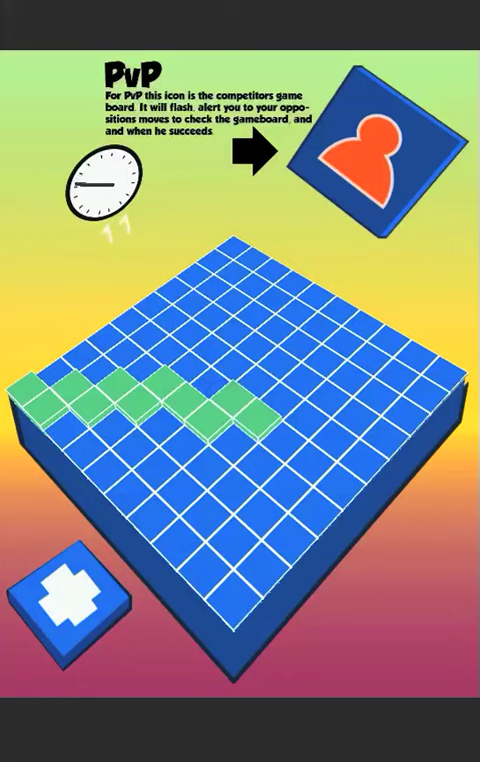 PvP
For PvP this icon is the competitors game
board. It will flash, alert you to your oppo-
sitions moves to check the gameboard, and
and when he succeeds.
11